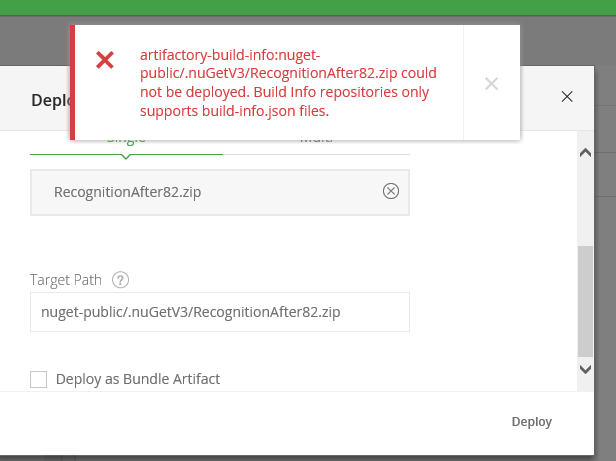 artifactory-build-info:nuget-
public/.nuGetV3/RecognitionAfter82.zip could
not be deployed. Build Info repositories only
supports build-info.json files.
Single Multi
RecognitionAfter82.zip
Target Path ?
nuget-public/.nuGetV3/RecognitionAfter82.zip
Deploy as Bundle Artifact
Deploy